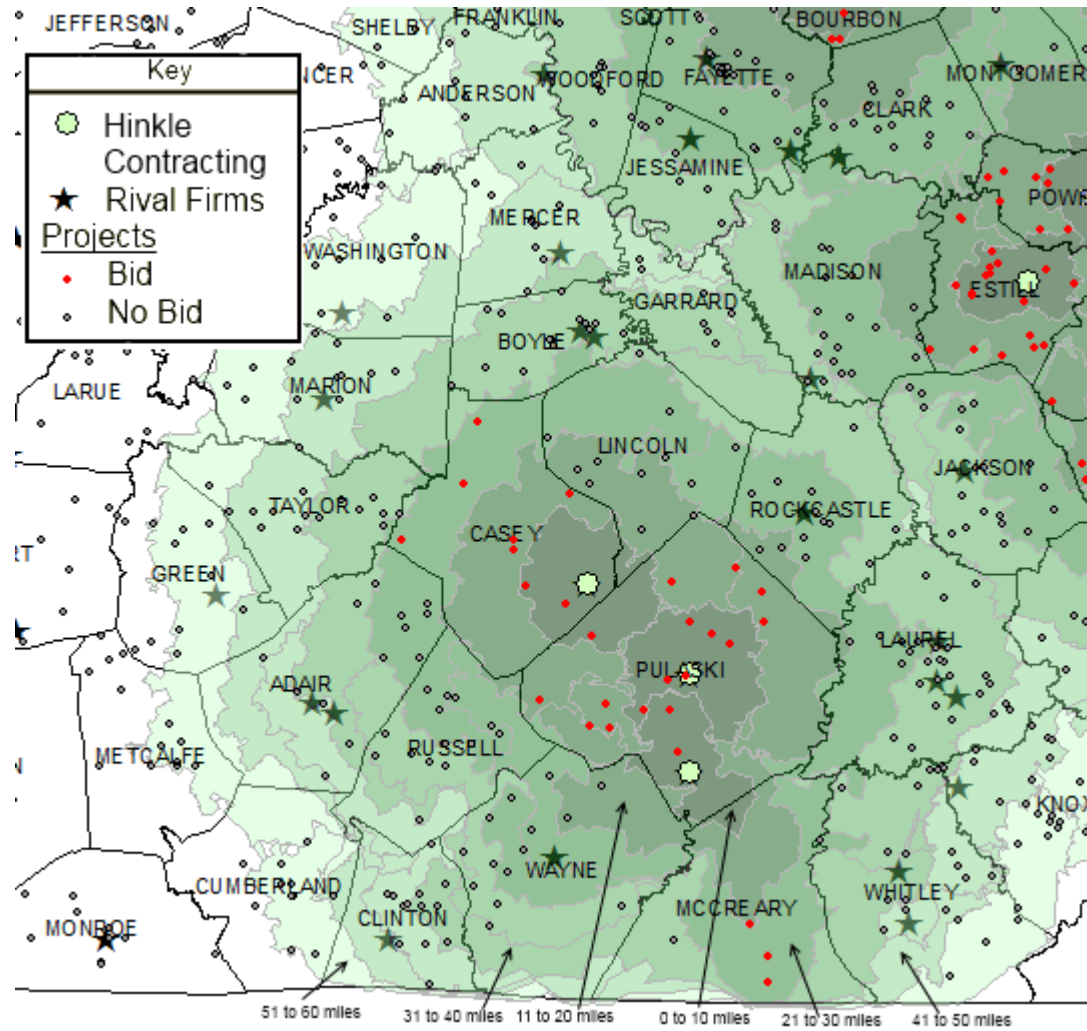 JEFFERSON
SHELBY
FRANKLIN
SCOTT
BOURBON
Key
NCER
ANDERSON
WOODFORD
FAYETTE
MONTGOMER
CLARK
Hinkle
Contracting
JESSAMINE
Rival Firms
POW
MERCER
Projects
WASHINGTON
Bid
MADISON
ESTILL
No Bid
GARRARD
BOYLE
MARION
LARUE
LINCOLN
JACKSON
TAYLOR
ROCKCASTLE
CASEY
RT
GREEN
LAUREL
PULASKI
ADAIR
RUSSELL
METCALFE
N
KNOX
WAYNE
CUMBERLAND
WHITLEY
MCCREARY
CLINTON
MONROE
51 to 60 miles
31 to 40 miles
11 to 20 miles
0 to 10 miles
21 to 30 miles
41 to 50 miles